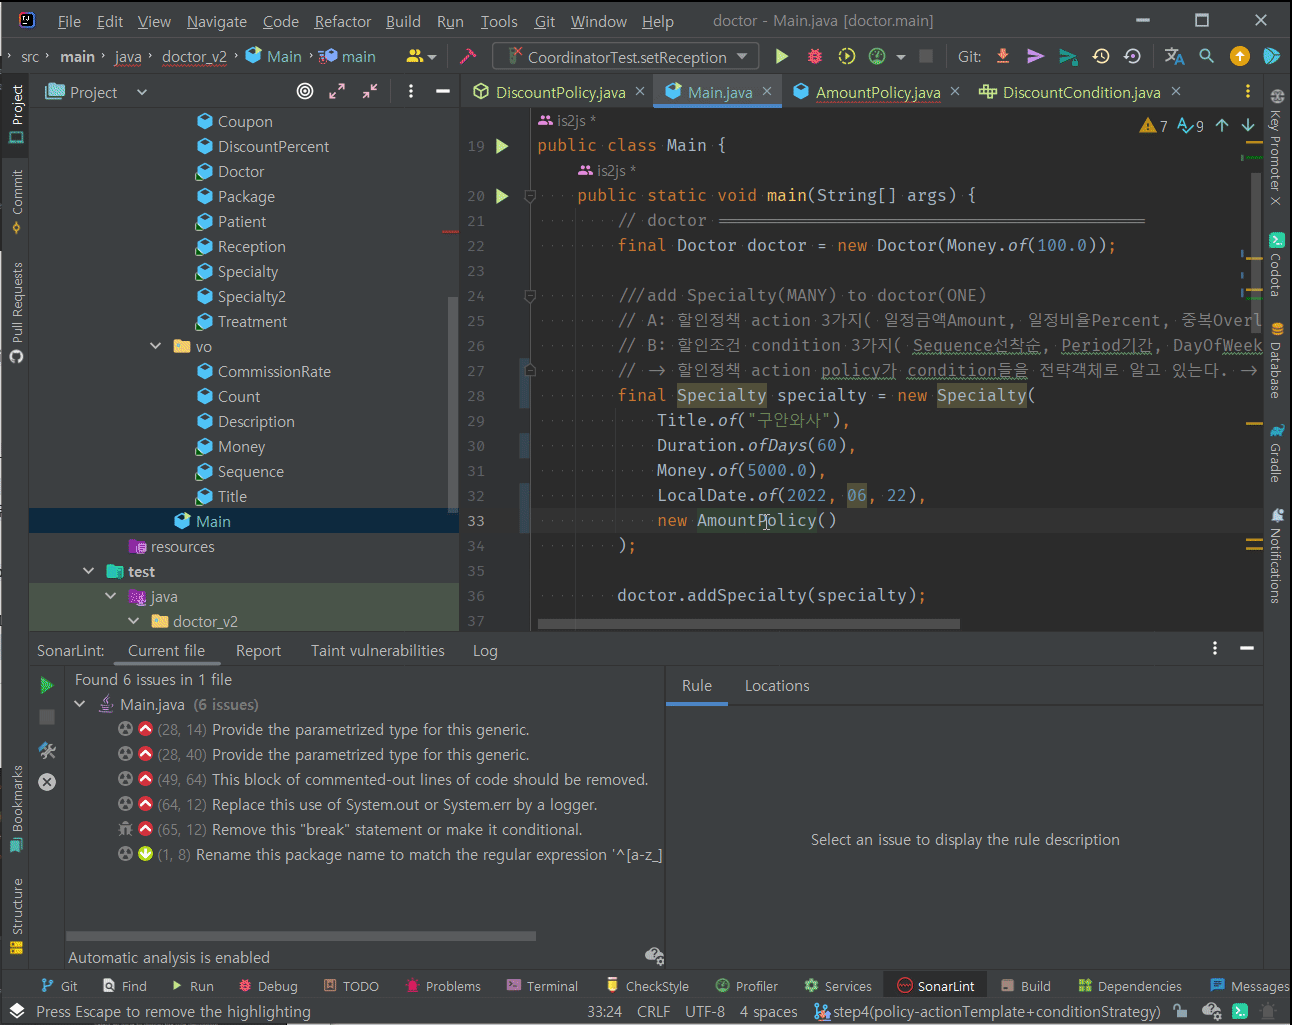 File Edit View Navigate Code Refactor Build Run Tools Git Window Help doctor - Main.java [doctor.main]
src main java doctor_v2 Main main CoordinatorTest.setReception Git:
Project
DiscountPolicy.java Main.java AmountPolicy.java DiscountCondition.java
Project
Commit
Pull Requests
Bookmarks
Structure
Coupon
DiscountPercent
Doctor
Package
Patient
Reception
Specialty
Specialty2
Treatment
vo
CommissionRate
Count
Description
Money
Sequence
Title
Main
resources
test
java
doctor_v2
7 9
is2js *
19 public class Main {
is2js *
20 public static void main(String[] args) {
21 // doctor ===========================================
22 final Doctor doctor = new Doctor(Money.of(100.0));
23
24 ///add Specialty(MANY) to doctor(ONE)
25 // A: 할인정책 action 3가지( 일정금액Amount, 일정비율Percent, 중복Overl
26 // B: 할인조건 condition 3가지( Sequence선착순, Period기간, DayOfWeek
27 // -> 할인정책 action policy가 condition들을 전략객체로 알고 있는다. ->
28 final Specialty specialty = new Specialty(
29 Title.of("구안와사"),
30 Duration.ofDays(60),
31 Money.of(5000.0),
32 LocalDate.of(2022, 06, 22),
33 new AmountPolicy()
34 );
35
36 doctor.addSpecialty(specialty);
37
Key Promoter X
Codota
Database
Gradle
Notifications
SonarLint: Current file Report Taint vulnerabilities Log
Found 6 issues in 1 file
Main.java (6 issues)
(28, 14) Provide the parametrized type for this generic.
(28, 40) Provide the parametrized type for this generic.
(49, 64) This block of commented-out lines of code should be removed.
(64, 12) Replace this use of System.out or System.err by a logger.
(65, 12) Remove this "break" statement or make it conditional.
(1, 8) Rename this package name to match the regular expression '^[a-z_]
Automatic analysis is enabled
Rule Locations
Select an issue to display the rule description
Git Find Run Debug TODO Problems Terminal CheckStyle Profiler Services SonarLint Build Dependencies Messages
Press Escape to remove the highlighting 33:24 CRLF UTF-8 4 spaces step4(policy-actionTemplate+conditionStrategy)